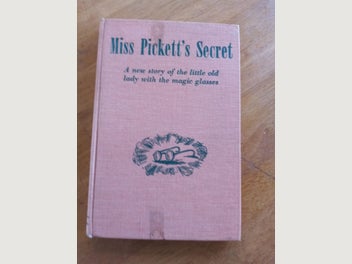 Miss Pickett's Secret
A new story of the little old
lady with the magic glasses